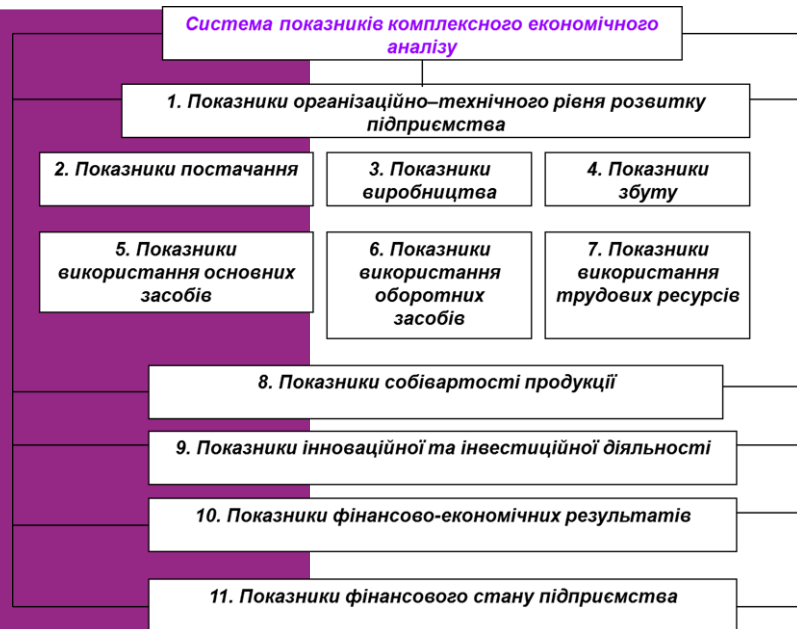 Система показників комплексного економічного
аналізу
1. Показники організаційно–технічного рівня розвитку
підприємства
2. Показники постачання
3. Показники
виробництва
4. Показники
збуту
5. Показники
використання основних
засобів
6. Показники
використання
оборотних
засобів
7. Показники
використання
трудових ресурсів
8. Показники собівартості продукції
9. Показники інноваційної та інвестиційної діяльності
10. Показники фінансово-економічних результатів
11. Показники фінансового стану підприємства